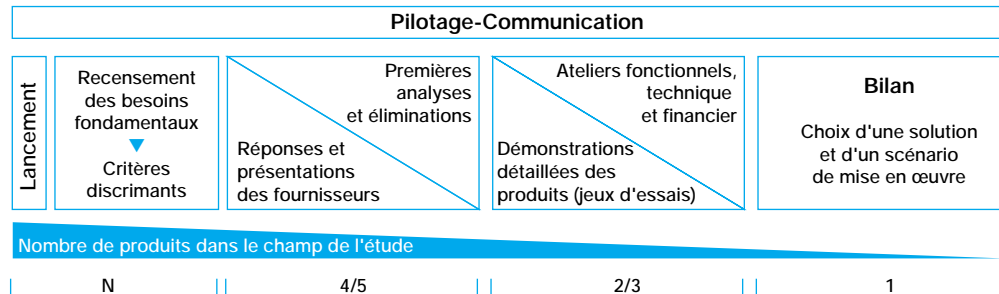 Pilotage-Communication
Lancement
Recensement
des besoins
fondamentaux
Critères
discrimants
Premières
analyses
et éliminations
Réponses et
présentations
des fournisseurs
Ateliers fonctionnels,
technique
et financier
Démonstrations
détaillées des
produits (jeux d'essais)
Bilan
Choix d'une solution
et d'un scénario
de mise en œuvre
Nombre de produits dans le champ de l'étude
N
4/5
2/3
1